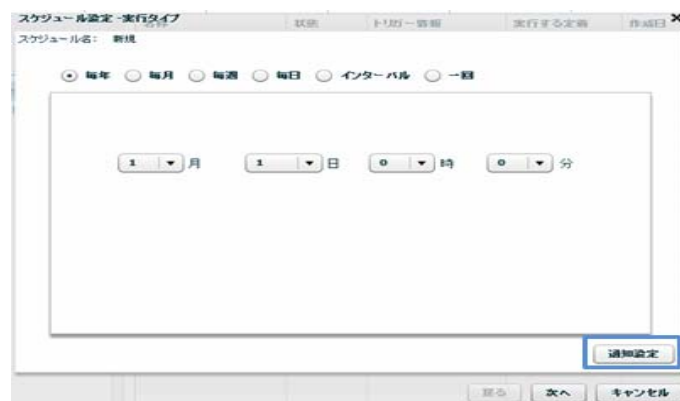 スケジュール設定 -実行タイプ
名称 状態 トリガー情報 実行する定義 作成日 X
スケジュール名: 新規
毎年 毎月 毎週 毎日 インターバル 一回
1 月 1 日 0 時 0 分
通知設定
戻る 次へ キャンセル